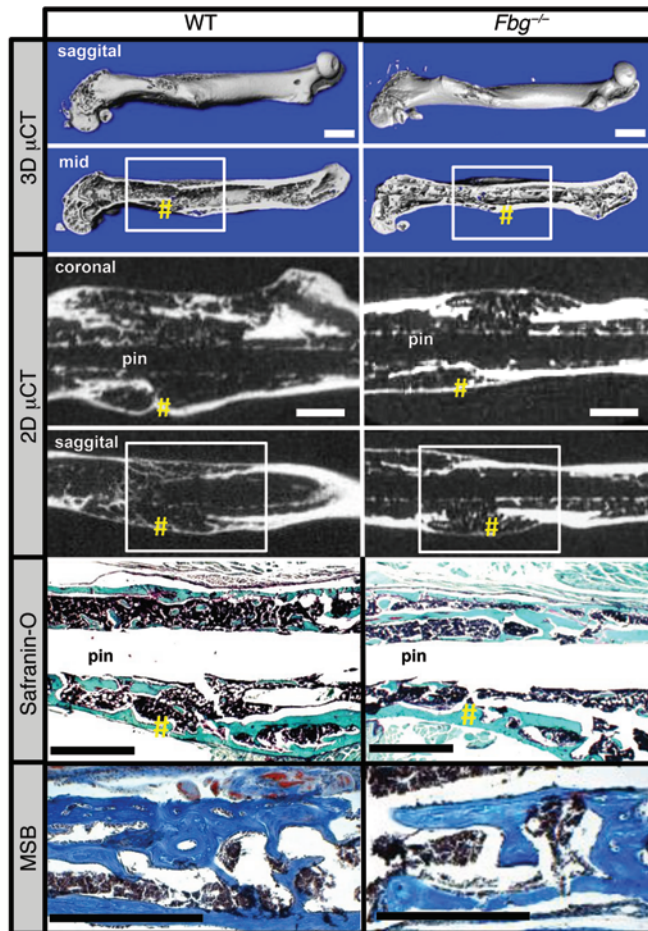 WT
Fbg–/–
3D μCT
saggital
mid
#
#
2D μCT
coronal
pin
#
pin
#
saggital
#
#
Safranin-O
pin
#
pin
#
MSB